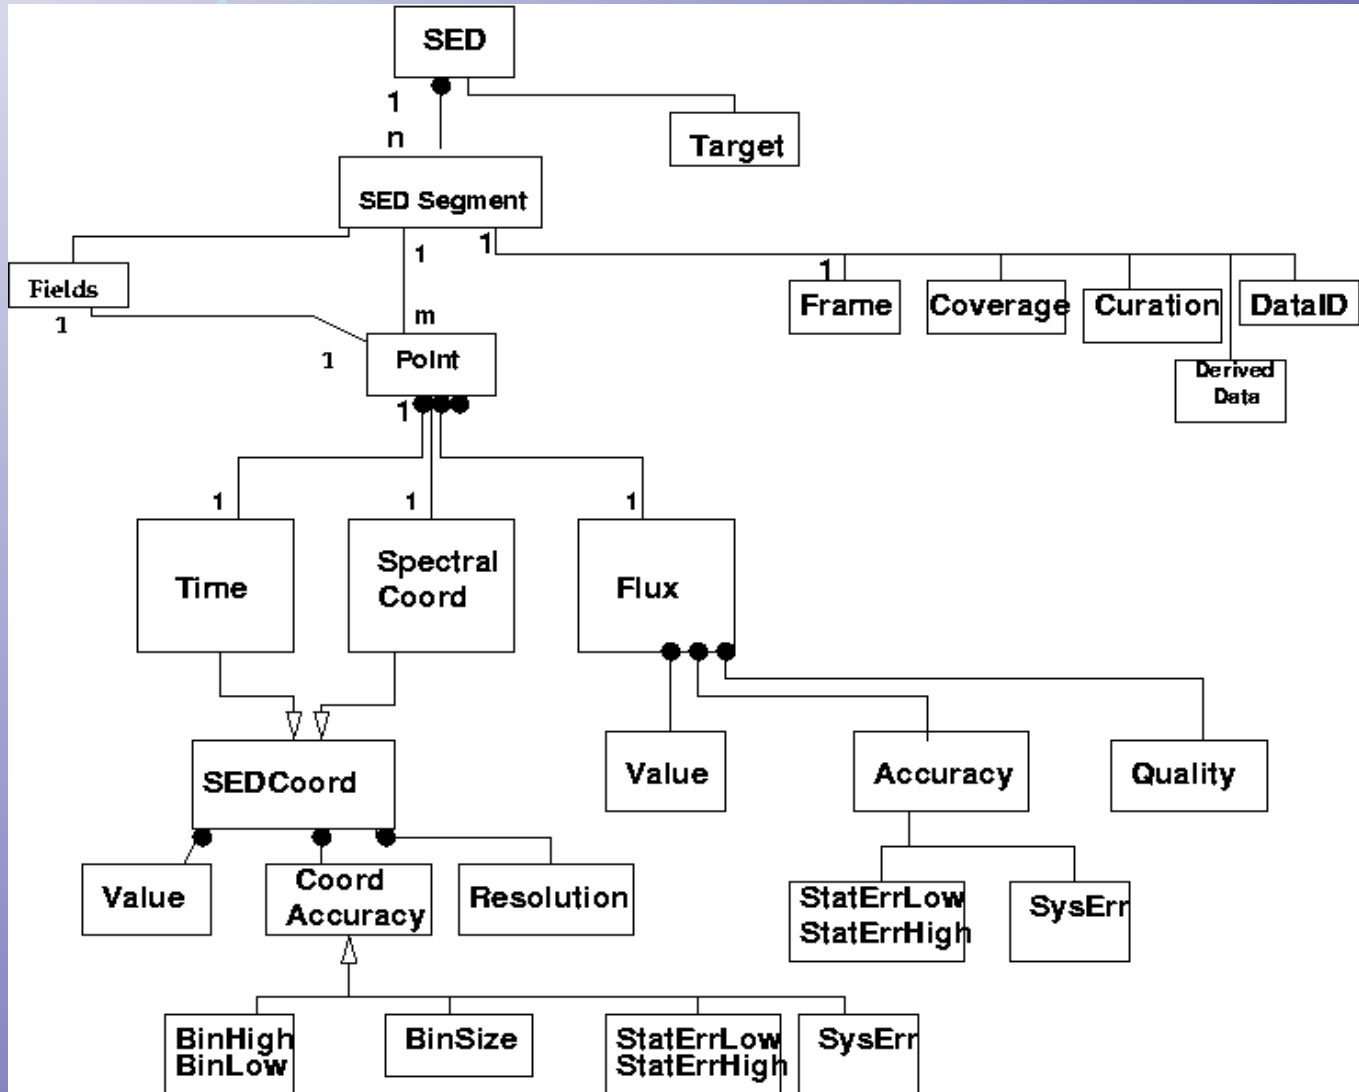 SED
1
n
Target
SED Segment
1
1
1
Fields
1
Frame
Coverage
Curation
DataID
m
1
Point
Derived
Data
1
1
1
1
Time
Spectral
Coord
Flux
SEDCoord
Value
Accuracy
Quality
Value
Coord
Accuracy
Resolution
StatErrLow
StatErrHigh
SysErr
BinHigh
BinLow
BinSize
StatErrLow
StatErrHigh
SysErr